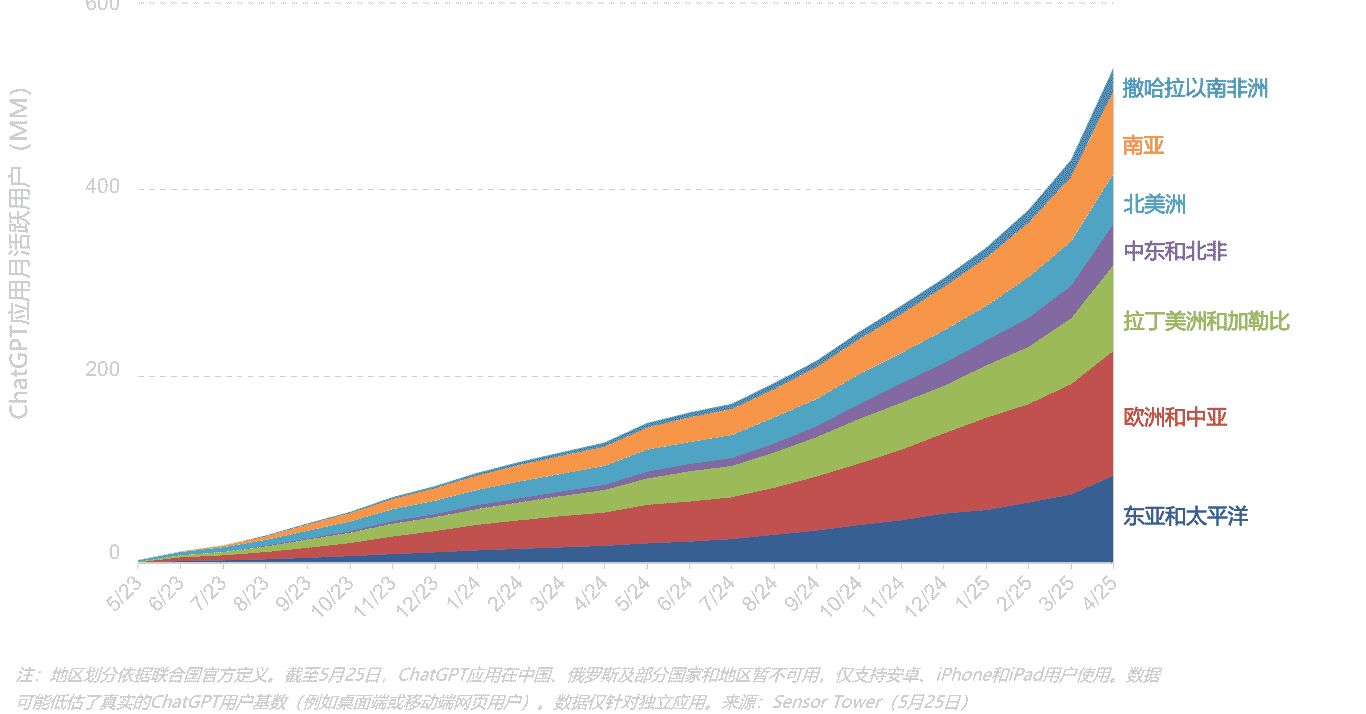 600
ChatGPT应用月活跃用户（MM）
400
200
0
撒哈拉以南非洲
南亚
北美洲
中东和北非
拉丁美洲和加勒比
欧洲和中亚
东亚和太平洋
5/23 6/23 7/23 8/23 9/23 10/23 11/23 12/23 1/24 2/24 3/24 4/24 5/24 6/24 7/24 8/24 9/24 10/24 11/24 12/24 1/25 2/25 3/25 4/25
注：地区划分依据联合国官方定义。截至5月25日，ChatGPT应用在中国、俄罗斯及部分国家和地区暂不可用，仅支持安卓、iPhone和iPad用户使用。数据
可能低估了真实的ChatGPT用户基数（例如桌面端或移动端网页用户）。数据仅针对独立应用。来源：Sensor Tower（5月25日）